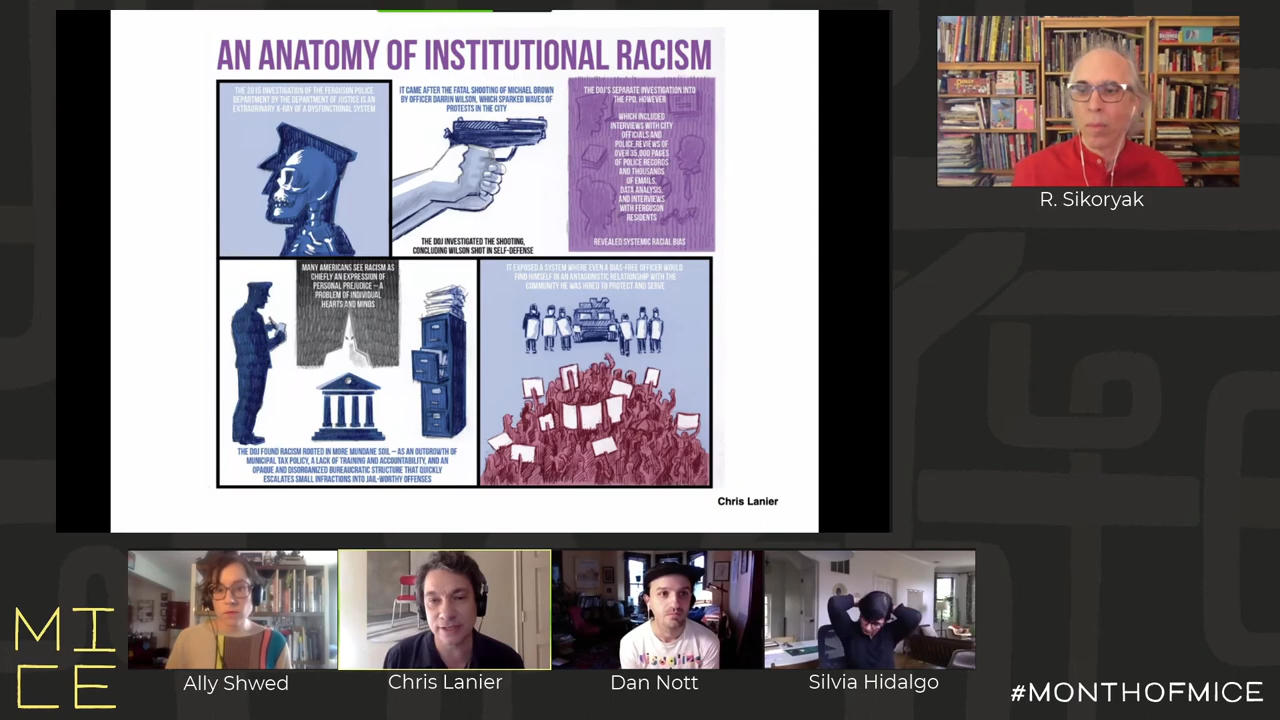 AN ANATOMY OF INSTITUTIONAL RACISM
THE 2015 INVESTIGATION OF THE FERGUSON POLICE
DEPARTMENT BY THE DEPARTMENT OF JUSTICE IS AN
EXTRAORDINARY X-RAY OF A DYSFUNCTIONAL SYSTEM
IT CAME AFTER THE FATAL SHOOTING OF MICHAEL BROWN
BY OFFICER DARRIN WILSON, WHICH SPARKED WAVES OF
PROTESTS IN THE CITY
THE DOJ INVESTIGATED THE SHOOTING,
CONCLUDING WILSON SHOT IN SELF-DEFENSE
THE DOJ'S SEPARATE INVESTIGATION INTO
THE FPD, HOWEVER
WHICH INCLUDED
INTERVIEWS WITH CITY
OFFICIALS AND
POLICE, REVIEWS OF
OVER 35,000 PAGES
OF POLICE RECORDS
AND THOUSANDS
OF EMAILS,
DATA ANALYSIS,
AND INTERVIEWS
WITH FERGUSON
RESIDENTS
REVEALED SYSTEMIC RACIAL BIAS
MANY AMERICANS SEE RACISM AS
CHIEFLY AN EXPRESSION OF
PERSONAL PREJUDICE – A
PROBLEM OF INDIVIDUAL
HEARTS AND MINDS
THE DOJ FOUND RACISM ROOTED IN MORE MUNDANE SOIL – AS AN OUTGROWTH OF
MUNICIPAL TAX POLICY, A LACK OF TRAINING AND ACCOUNTABILITY, AND AN
OPAQUE AND DISORGANIZED BUREAUCRATIC STRUCTURE THAT QUICKLY
ESCALATES SMALL INFRACTIONS INTO JAIL-WORTHY OFFENSES
IT EXPOSED A SYSTEM WHERE EVEN A BIAS-FREE OFFICER WOULD
FIND HIMSELF IN AN ANTAGONISTIC RELATIONSHIP WITH THE
COMMUNITY HE WAS HIRED TO PROTECT AND SERVE
Chris Lanier
R. Sikoryak
Ally Shwed
Chris Lanier
Dan Nott
Silvia Hidalgo
MI
CE
#MONTHOFMICE